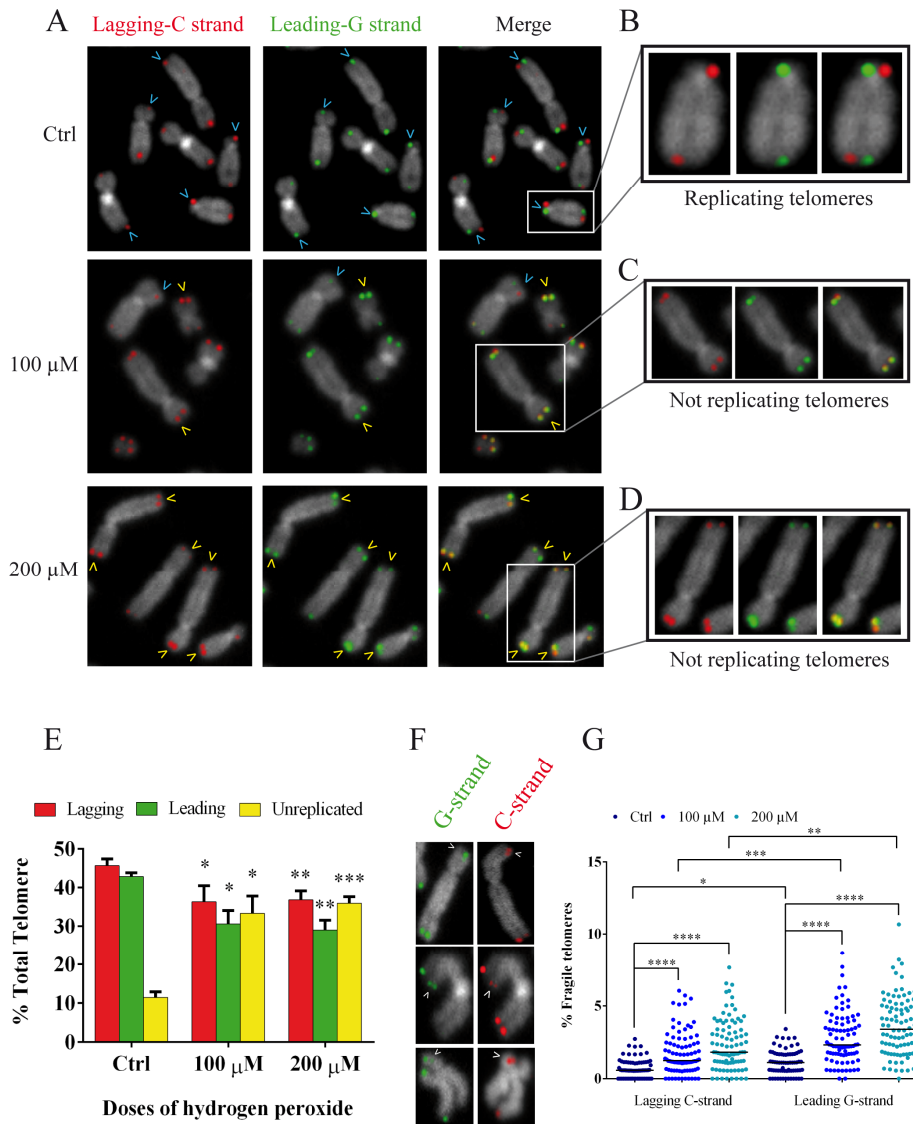 A
Lagging-C strand
Leading-G strand
Merge
B
Ctrl
Replicating telomeres
C
100 µM
Not replicating telomeres
D
200 µM
Not replicating telomeres
E
Lagging
Leading
Unreplicated
% Total Telomere
50
40
30
20
10
0
*
*
*
**
**
***
Ctrl
100 µM
200 µM
Doses of hydrogen peroxide
F
G-strand
C-strand
G
Ctrl
100 µM
200 µM
% Fragile telomeres
15
10
5
0
**
***
*
****
****
****
****
Lagging C-strand
Leading G-strand